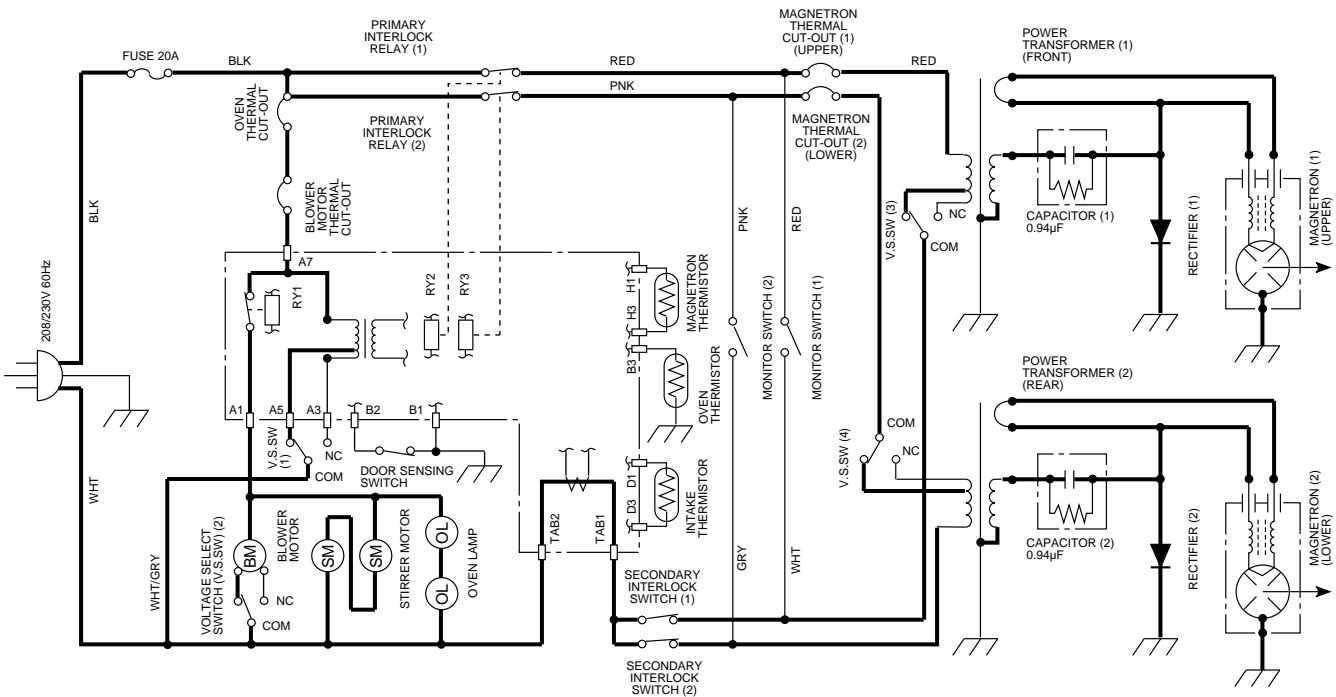 FUSE 20A
BLK
PRIMARY
INTERLOCK
RELAY (1)
RED
PNK
MAGNETRON
THERMAL
CUT-OUT (1)
(UPPER)
RED
POWER
TRANSFORMER (1)
(FRONT)
OVEN
THERMAL
CUT-OUT
PRIMARY
INTERLOCK
RELAY (2)
MAGNETRON
THERMAL
CUT-OUT (2)
(LOWER)
BLK
BLOWER
MOTOR
THERMAL
CUT-OUT
PNK
RED
V.S.SW (3)
NC
COM
CAPACITOR (1)
0.94µF
RECTIFIER (1)
MAGNETRON (1)
(UPPER)
208/230V 60Hz
A7
RY1
RY2
RY3
H1
H3
MAGNETRON
THERMISTOR
B3
OVEN
THERMISTOR
MONITOR SWITCH (2)
MONITOR SWITCH (1)
POWER
TRANSFORMER (2)
(REAR)
A1
A5
A3
B2
B1
V.S.SW
(1)
NC
COM
DOOR SENSING
SWITCH
COM
NC
V.S.SW (4)
WHT
D1
D3
INTAKE
THERMISTOR
CAPACITOR (2)
0.94µF
RECTIFIER (2)
MAGNETRON (2)
(LOWER)
WHT/GRY
VOLTAGE SELECT
SWITCH (V.S.SW) (2)
BM
BLOWER
MOTOR
NC
COM
SM
SM
STIRRER MOTOR
OL
OL
OVEN LAMP
TAB2
TAB1
GRY
WHT
SECONDARY
INTERLOCK
SWITCH (1)
SECONDARY
INTERLOCK
SWITCH (2)